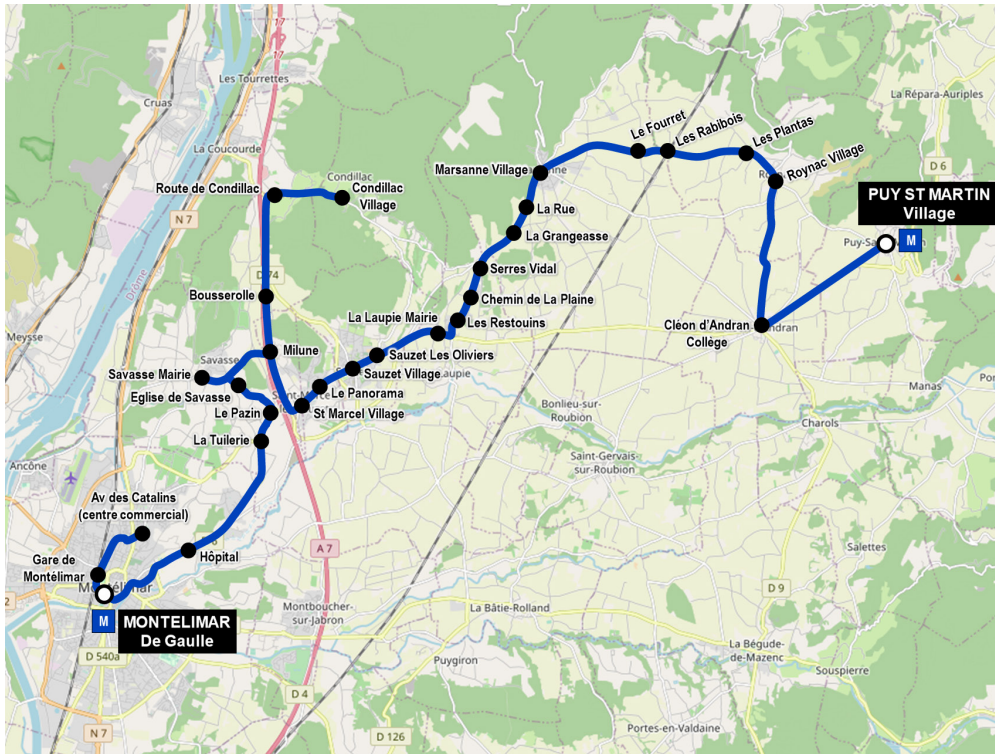 17
17
Les Tourrettes
Cruas
La Répara-Auriples
La Coucourde
Le Fourret
Les Rabibois
Les Plantas
D 6
Marsanne Village
Roynac Village
Condillac
Route de Condillac
Condillac
Village
PUY ST MARTIN
Village
M
La Rue
N 7
La Grangeasse
Drôme
D 74
Serres Vidal
Bousserolle
Chemin de La Plaine
La Laupie Mairie
Les Restouins
Cléon d'Andran
Collège
Meysse
Savasse
Milune
Sauzet Les Oliviers
Savasse Mairie
Sauzet Village
Eglise de Savasse
Le Panorama
Manas
Le Pazin
St Marcel Village
Bonlieu-sur-
Roubion
Charols
La Tuilerie
Saint-Gervais-
sur-Roubion
Ancône
Av des Catalins
(centre commercial)
Gare de
Montélimar
Hôpital
A 7
Salettes
D 9
M
MONTELIMAR
De Gaulle
Montboucher-
sur-Jabron
La Bâtie-Rolland
D 540a
Puygiron
La Bégude-
de-Mazenc
Souspierre
D 4
N 7
D 126
Portes-en-Valdaine